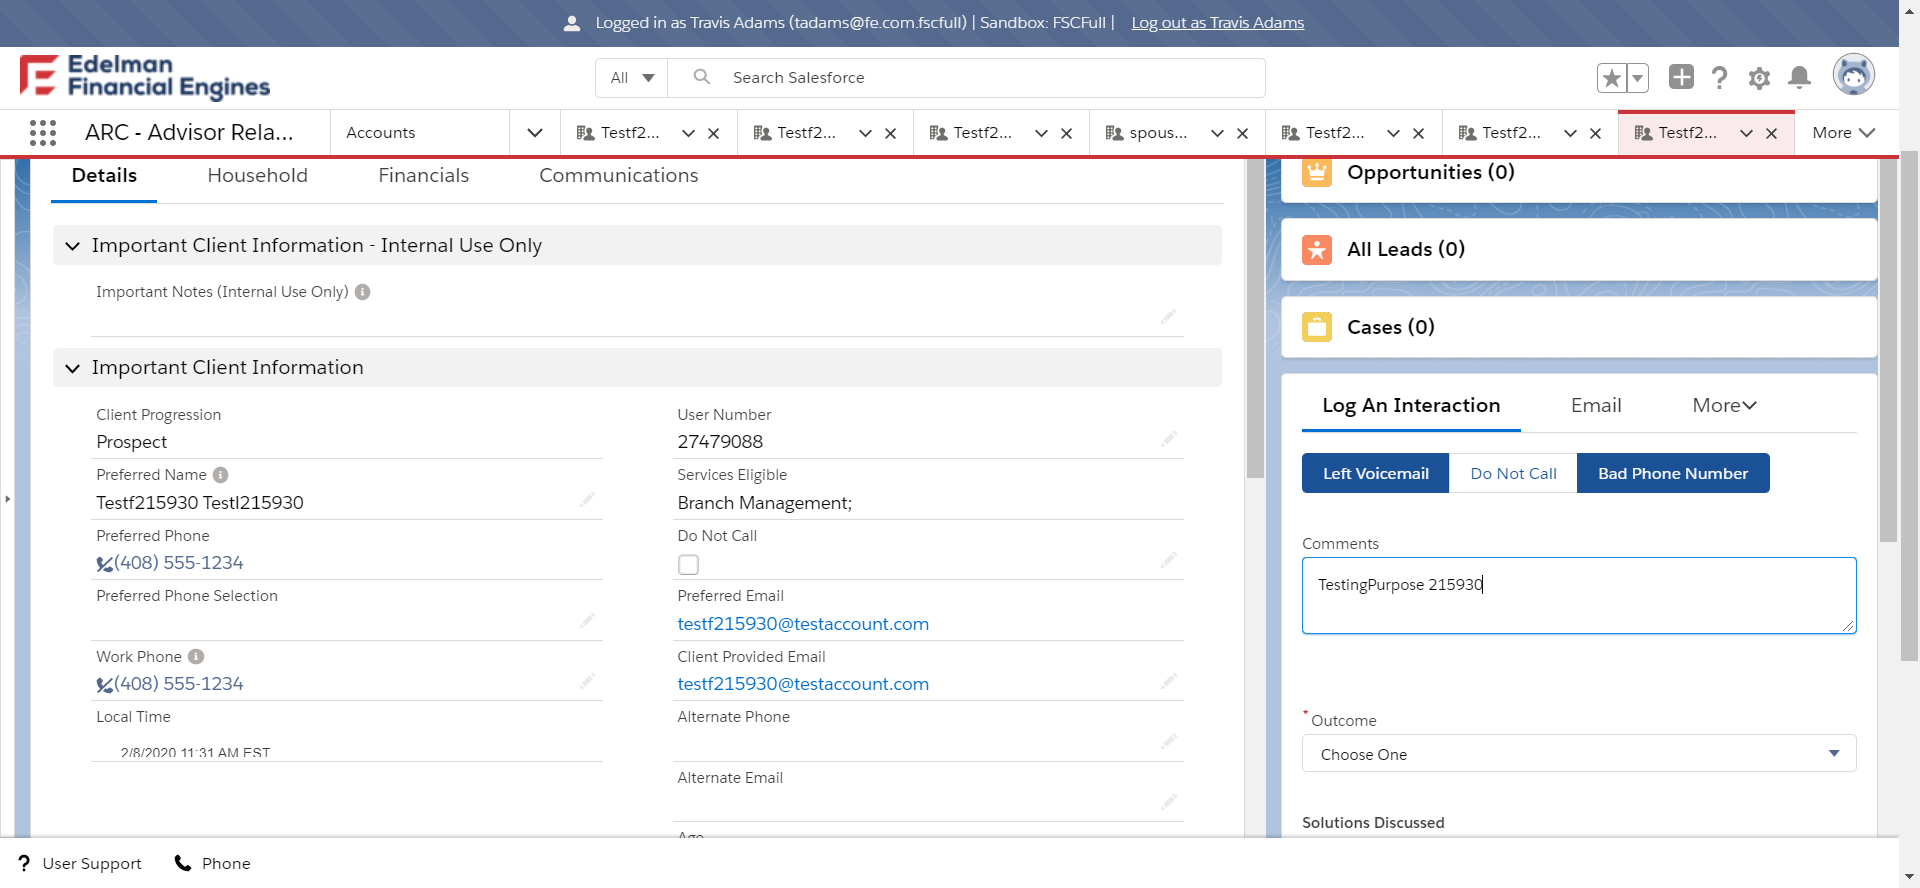 Logged in as Travis Adams (tadams@fe.com.fscfull) | Sandbox: FSCFull | Log out as Travis Adams
Edelman
Financial Engines
All
Search Salesforce
ARC - Advisor Rela...
Accounts
Testf2...
Testf2...
Testf2...
spous...
Testf2...
Testf2...
Testf2...
More
Details
Household
Financials
Communications
Important Client Information - Internal Use Only
Important Notes (Internal Use Only)
Important Client Information
Client Progression
Prospect
Preferred Name
Testf215930 Testl215930
Preferred Phone
(408) 555-1234
Preferred Phone Selection
Work Phone
(408) 555-1234
Local Time
2/8/2020 11:31 AM EST
User Number
27479088
Services Eligible
Branch Management;
Do Not Call
Preferred Email
testf215930@testaccount.com
Client Provided Email
testf215930@testaccount.com
Alternate Phone
Alternate Email
Age
Opportunities (0)
All Leads (0)
Cases (0)
Log An Interaction
Email
More
Left Voicemail
Do Not Call
Bad Phone Number
Comments
TestingPurpose 215930
* Outcome
Choose One
Solutions Discussed
User Support
Phone